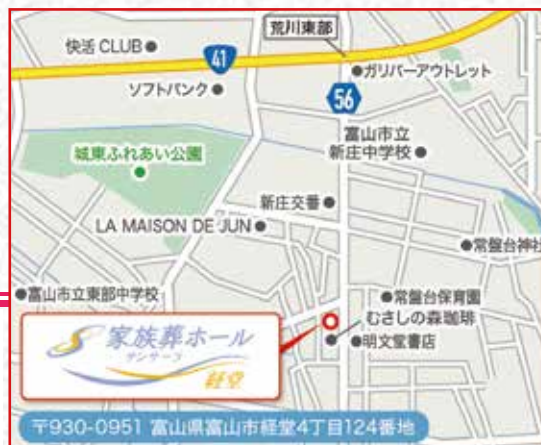 荒川東部
快活 CLUB
41
ガリバーアウトレット
ソフトバンク
56
富山市立
新庄中学校
城東ふれあい公園
新庄交番
LA MAISON DE JUN
常盤台神社
富山市立東部中学校
常盤台保育園
むさしの森珈琲
明文堂書店
家族葬ホール
サンサーラ
経堂
〒930-0951 富山県富山市経堂4丁目124番地